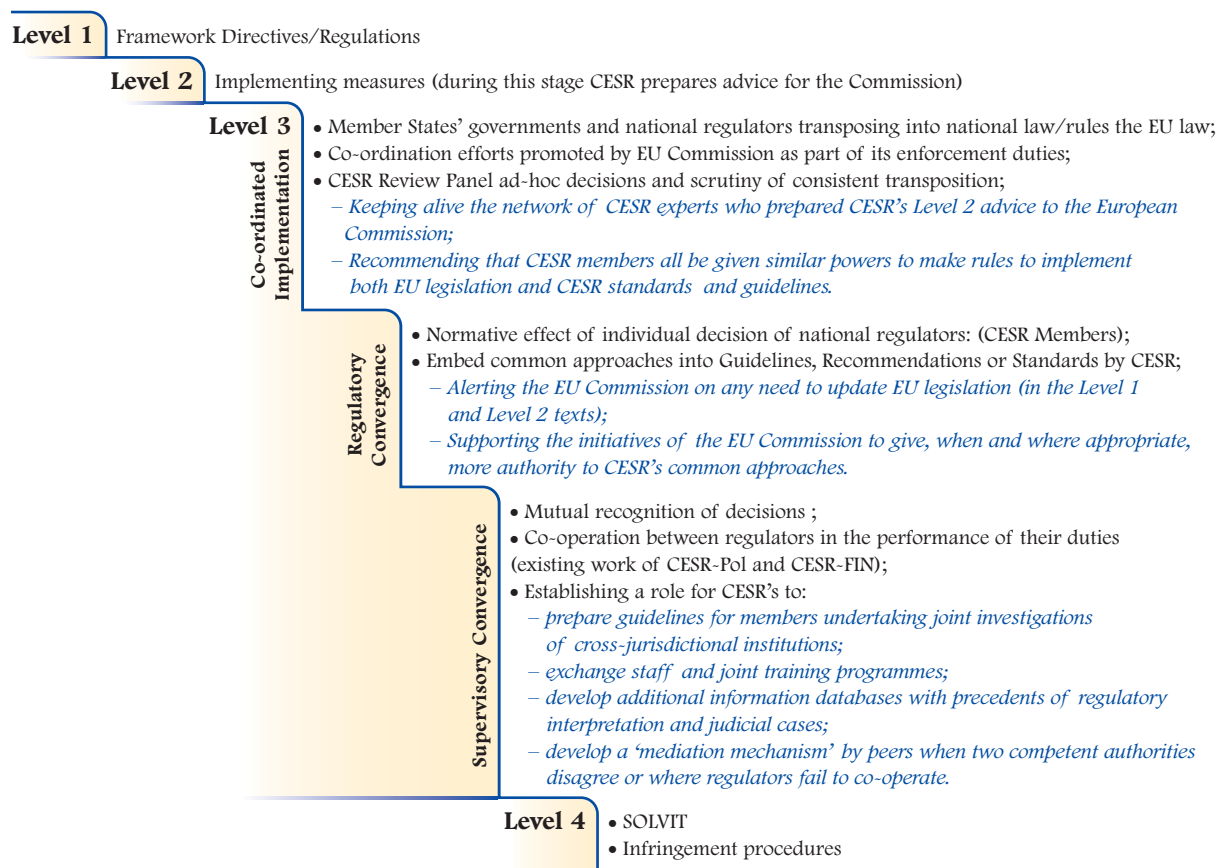 Level 1 Framework Directives/Regulations
Level 2 Implementing measures (during this stage CESR prepares advice for the Commission)
Level 3
Co-ordinated
Implementation
• Member States' governments and national regulators transposing into national law/rules the EU law;
• Co-ordination efforts promoted by EU Commission as part of its enforcement duties;
• CESR Review Panel ad-hoc decisions and scrutiny of consistent transposition;
– Keeping alive the network of CESR experts who prepared CESR's Level 2 advice to the European
Commission;
– Recommending that CESR members all be given similar powers to make rules to implement
both EU legislation and CESR standards and guidelines.
Regulatory
Convergence
• Normative effect of individual decision of national regulators: (CESR Members);
• Embed common approaches into Guidelines, Recommendations or Standards by CESR;
– Alerting the EU Commission on any need to update EU legislation (in the Level 1
and Level 2 texts);
– Supporting the initiatives of the EU Commission to give, when and where appropriate,
more authority to CESR's common approaches.
Supervisory Convergence
• Mutual recognition of decisions ;
• Co-operation between regulators in the performance of their duties
(existing work of CESR-Pol and CESR-FIN);
• Establishing a role for CESR's to:
– prepare guidelines for members undertaking joint investigations
of cross-jurisdictional institutions;
– exchange staff and joint training programmes;
– develop additional information databases with precedents of regulatory
interpretation and judicial cases;
– develop a 'mediation mechanism' by peers when two competent authorities
disagree or where regulators fail to co-operate.
Level 4
• SOLVIT
• Infringement procedures